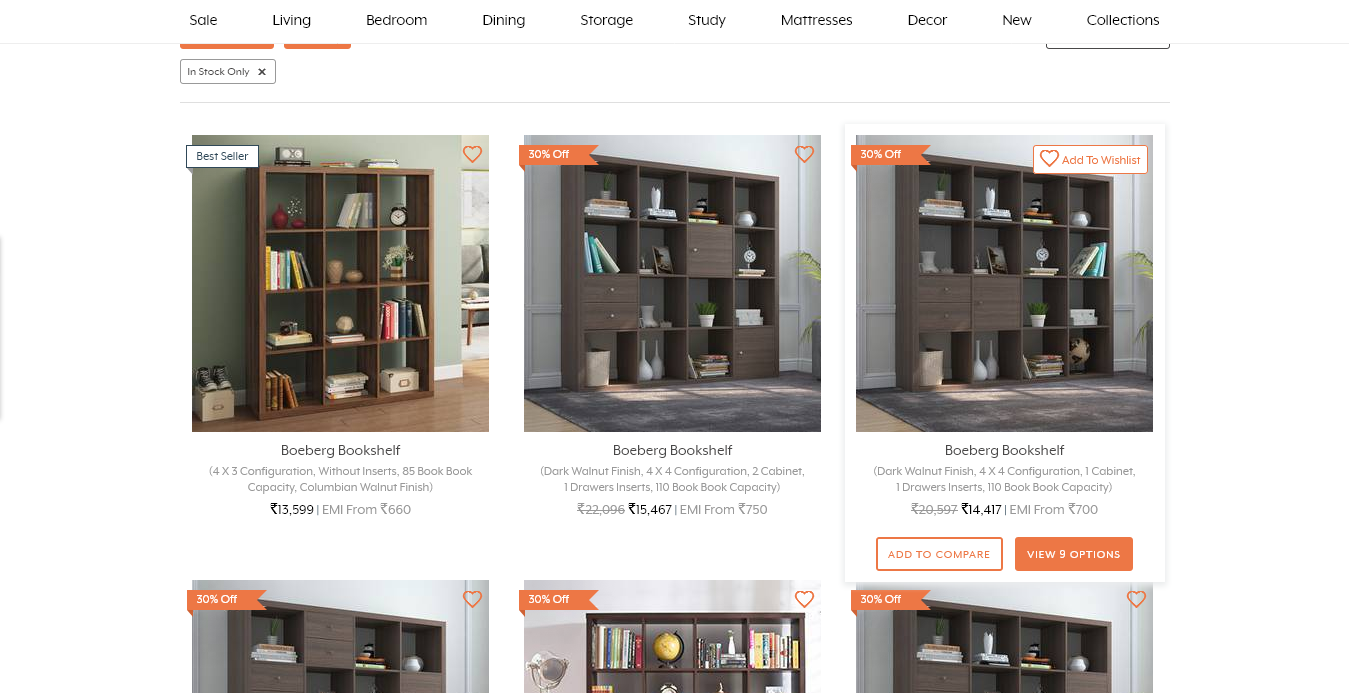 Sale Living Bedroom Dining Storage Study Mattresses Decor New Collections
In Stock Only ✕
Best Seller
30% Off
30% Off
Add To Wishlist
Boeberg Bookshelf
(4 X 3 Configuration, Without Inserts, 85 Book Book
Capacity, Columbian Walnut Finish)
₹13,599 | EMI From ₹660
Boeberg Bookshelf
(Dark Walnut Finish, 4 X 4 Configuration, 2 Cabinet,
1 Drawers Inserts, 110 Book Book Capacity)
₹22,096 ₹15,467 | EMI From ₹750
Boeberg Bookshelf
(Dark Walnut Finish, 4 X 4 Configuration, 1 Cabinet,
1 Drawers Inserts, 110 Book Book Capacity)
₹20,597 ₹14,417 | EMI From ₹700
ADD TO COMPARE
VIEW 9 OPTIONS
30% Off
30% Off
30% Off